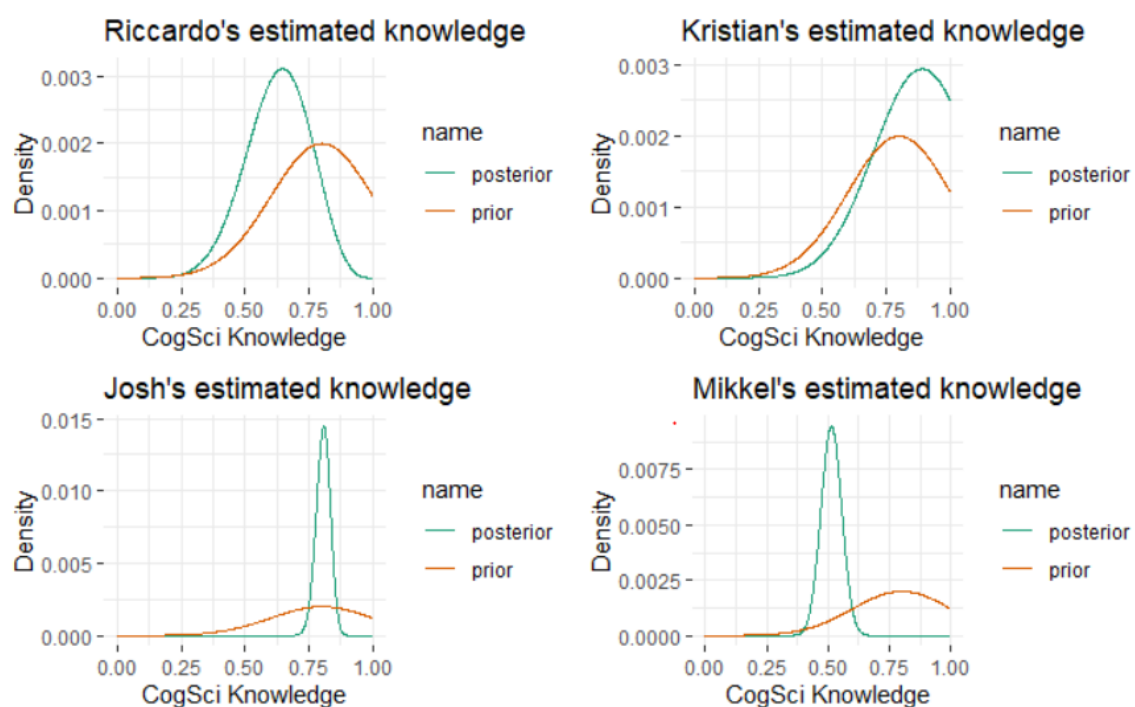 Riccardo's estimated knowledge
0.003
0.002
0.001
0.000
Density
0.00 0.25 0.50 0.75 1.00
CogSci Knowledge
name
posterior
prior
Kristian's estimated knowledge
0.003
0.002
0.001
0.000
Density
0.00 0.25 0.50 0.75 1.00
CogSci Knowledge
name
posterior
prior
Josh's estimated knowledge
0.015
0.010
0.005
0.000
Density
0.00 0.25 0.50 0.75 1.00
CogSci Knowledge
name
posterior
prior
Mikkel's estimated knowledge
0.0075
0.0050
0.0025
0.0000
Density
0.00 0.25 0.50 0.75 1.00
CogSci Knowledge
name
posterior
prior